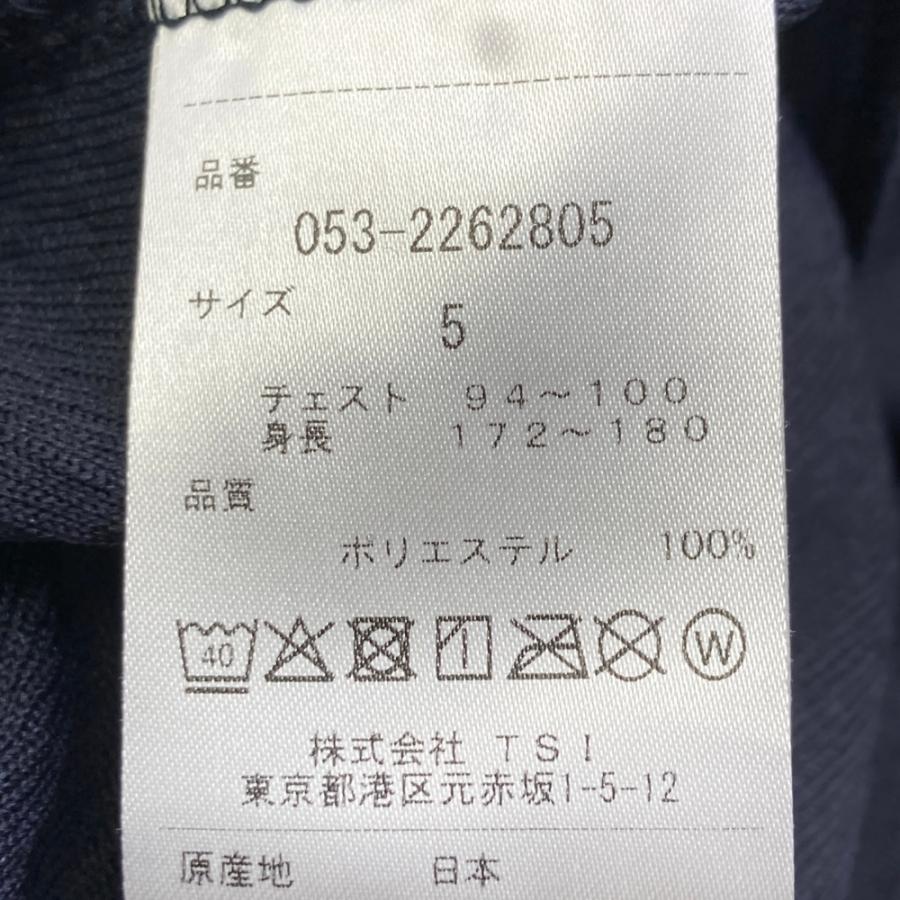 品番
053-2262805
サイズ
5
チェスト 94～100
身長 172～180
品質
ポリエステル 100%
40
W
株式会社 TSI
東京都港区元赤坂1-5-12
原産地 日本